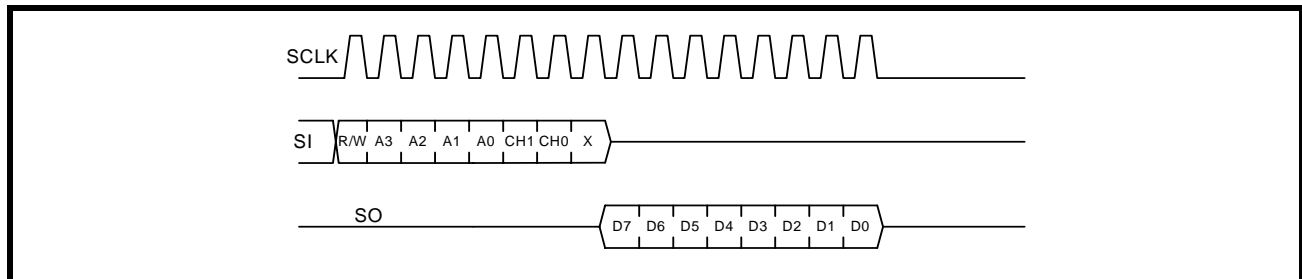 SCLK
SI R/W A3 A2 A1 A0 CH1 CH0 X
SO D7 D6 D5 D4 D3 D2 D1 D0